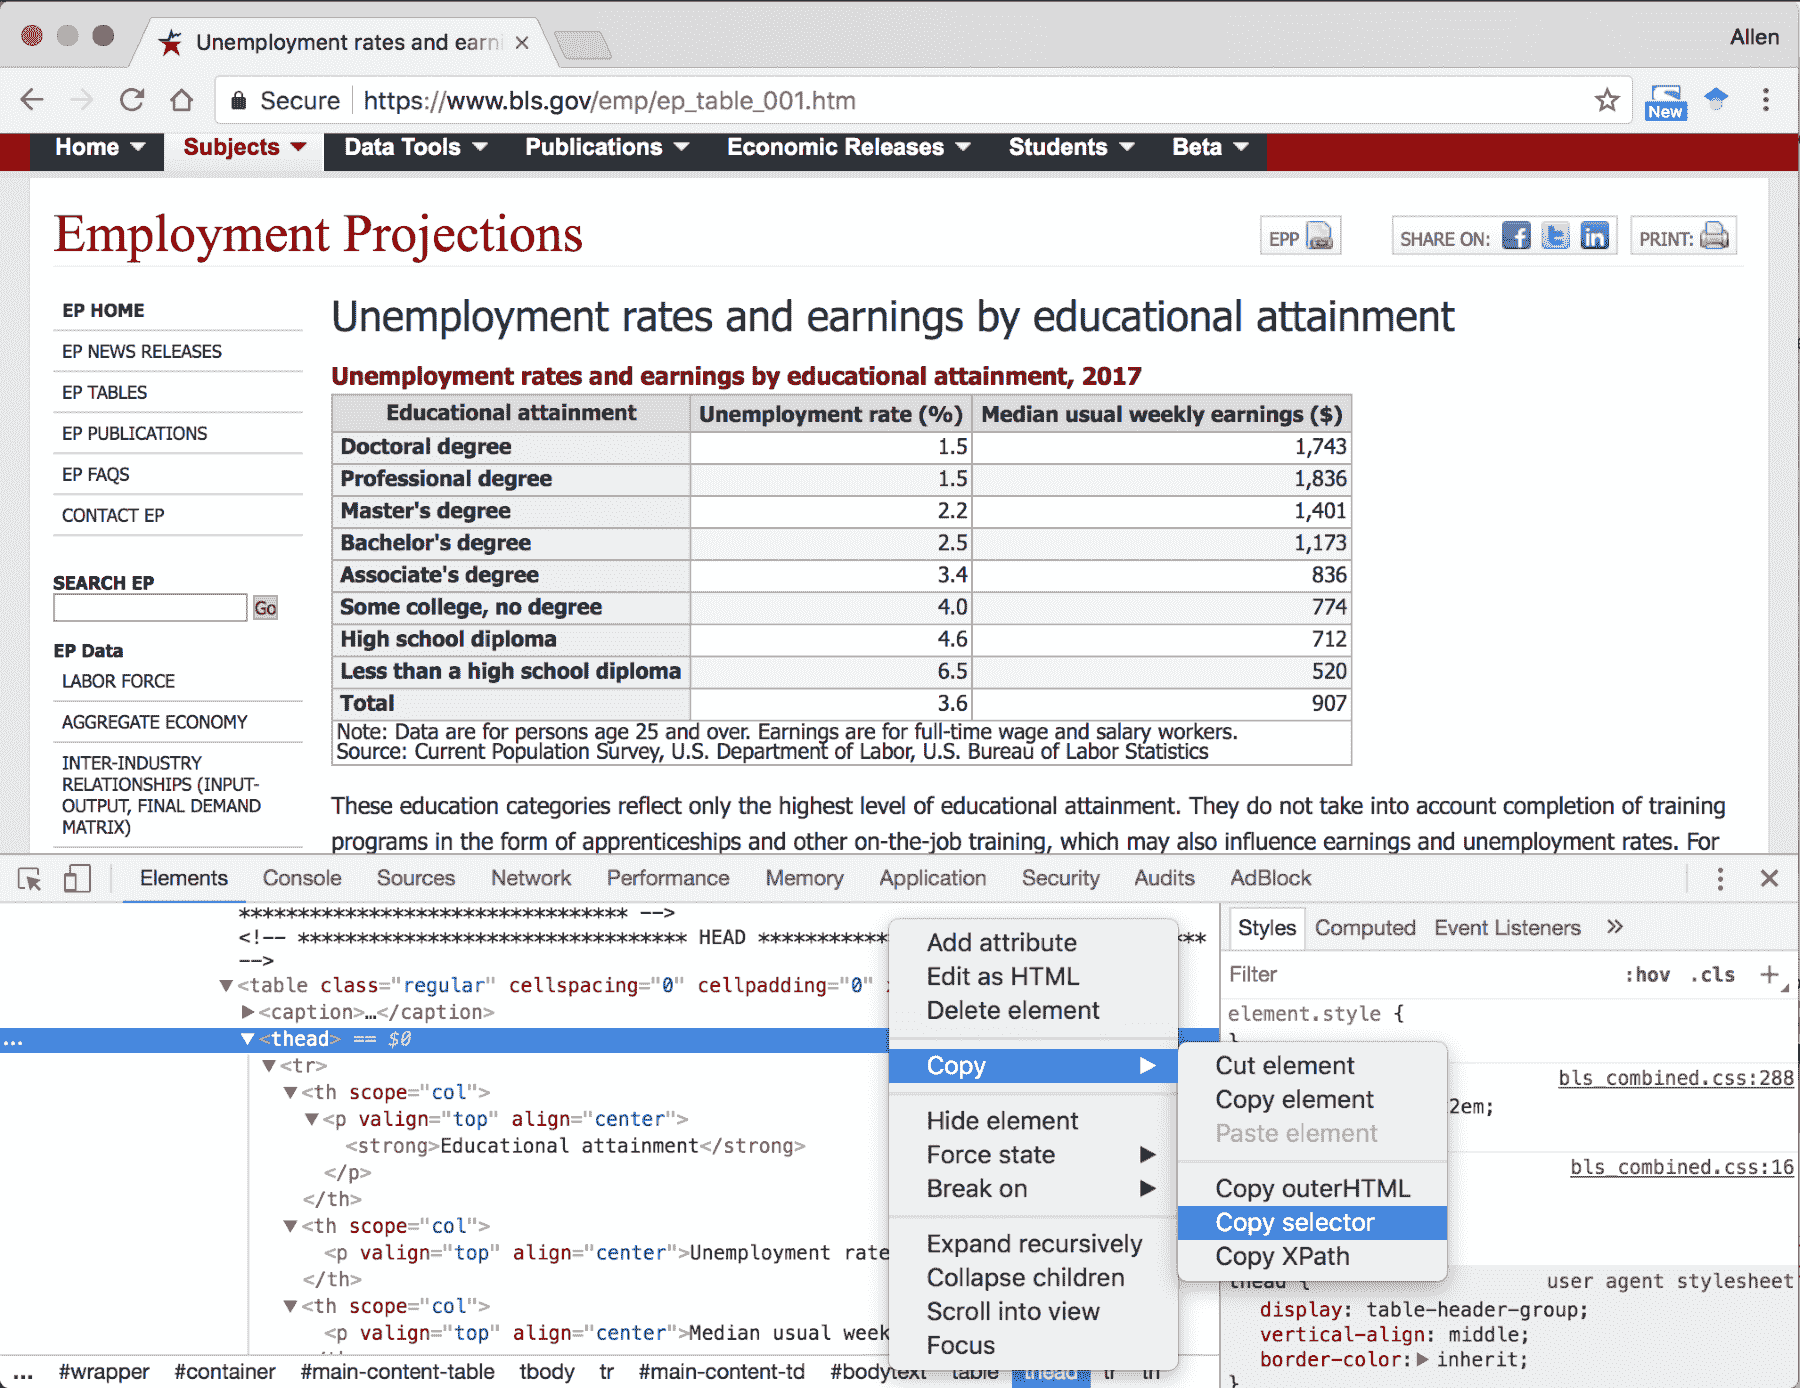 Unemployment rates and earni
Allen
Secure https://www.bls.gov/emp/ep_table_001.htm
New
Home Subjects Data Tools Publications Economic Releases Students Beta
Employment Projections
EPP SHARE ON: PRINT:
EP HOME
EP NEWS RELEASES
EP TABLES
EP PUBLICATIONS
EP FAQS
CONTACT EP
SEARCH EP
Go
EP Data
LABOR FORCE
AGGREGATE ECONOMY
INTER-INDUSTRY
RELATIONSHIPS (INPUT-
OUTPUT, FINAL DEMAND
MATRIX)
Unemployment rates and earnings by educational attainment
Unemployment rates and earnings by educational attainment, 2017
Educational attainment Unemployment rate (%) Median usual weekly earnings ($)
Doctoral degree 1.5 1,743
Professional degree 1.5 1,836
Master's degree 2.2 1,401
Bachelor's degree 2.5 1,173
Associate's degree 3.4 836
Some college, no degree 4.0 774
High school diploma 4.6 712
Less than a high school diploma 6.5 520
Total 3.6 907
Note: Data are for persons age 25 and over. Earnings are for full-time wage and salary workers.
Source: Current Population Survey, U.S. Department of Labor, U.S. Bureau of Labor Statistics
These education categories reflect only the highest level of educational attainment. They do not take into account completion of training
programs in the form of apprenticeships and other on-the-job training, which may also influence earnings and unemployment rates. For
Elements Console Sources Network Performance Memory Application Security Audits AdBlock
********************************* -->
<!-- ********************************* HEAD ***********
**
-->
<table class="regular" cellspacing="0" cellpadding="0"
<caption>…</caption>
... <thead> == $0
<tr>
<th scope="col">
<p valign="top" align="center">
<strong>Educational attainment</strong>
</p>
</th>
<th scope="col">
<p valign="top" align="center">Unemployment rate
</th>
<th scope="col">
<p valign="top" align="center">Median usual week
... #wrapper #container #main-content-table tbody tr #main-content-td #bodytext table thead tr th
Add attribute
Edit as HTML
Delete element
Copy
Hide element
Force state
Break on
Expand recursively
Collapse children
Scroll into view
Focus
Cut element
Copy element
Paste element
Copy outerHTML
Copy selector
Copy XPath
Styles Computed Event Listeners »
Filter :hov .cls +
element.style {
}
bls_combined.css:288
2em;
bls_combined.css:16
thead { user agent stylesheet
display: table-header-group;
vertical-align: middle;
border-color: inherit;
}